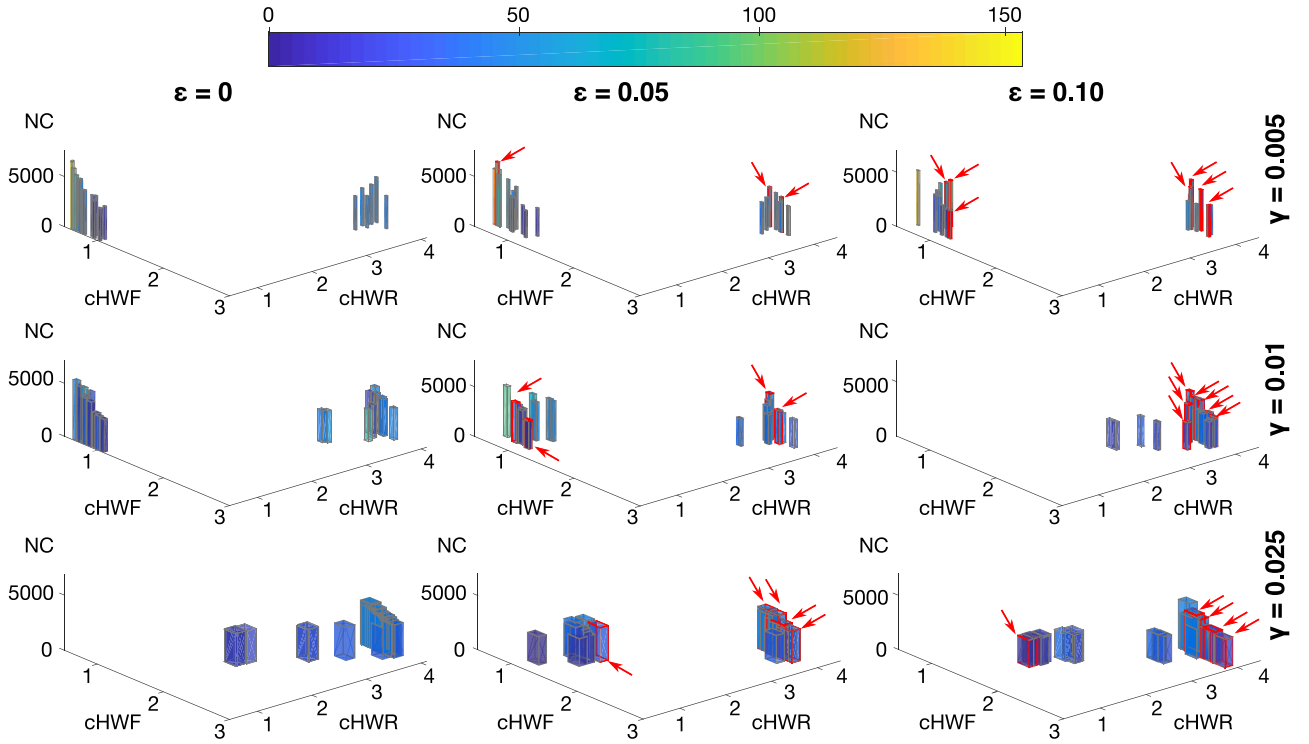 0 50 100 150
ε = 0 ε = 0.05 ε = 0.10
NC NC NC
5000 5000 5000
0 0 0
1 2 3 1 2 3 4
cHWF cHWR
1 2 3 1 2 3 4
cHWF cHWR
1 2 3 1 2 3 4
cHWF cHWR
γ = 0.005
NC NC NC
5000 5000 5000
0 0 0
1 2 3 1 2 3 4
cHWF cHWR
1 2 3 1 2 3 4
cHWF cHWR
1 2 3 1 2 3 4
cHWF cHWR
γ = 0.01
NC NC NC
5000 5000 5000
0 0 0
1 2 3 1 2 3 4
cHWF cHWR
1 2 3 1 2 3 4
cHWF cHWR
1 2 3 1 2 3 4
cHWF cHWR
γ = 0.025